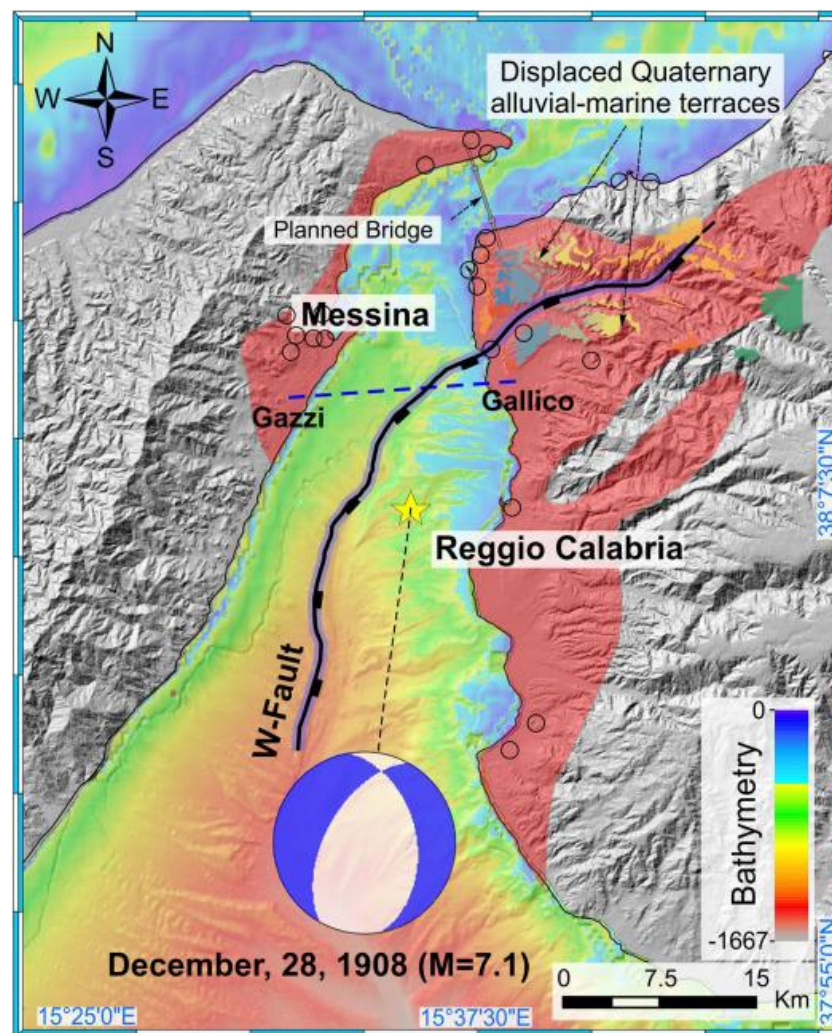 N
W E
S
Displaced Quaternary
alluvial-marine terraces
Planned Bridge
Messina
Gazzi
Gallico
38°7'30"N
Reggio Calabria
W-Fault
0
Bathymetry
-1667
December, 28, 1908 (M=7.1)
0 7.5 15
Km
37°55'0"N
15°25'0"E
15°37'30"E